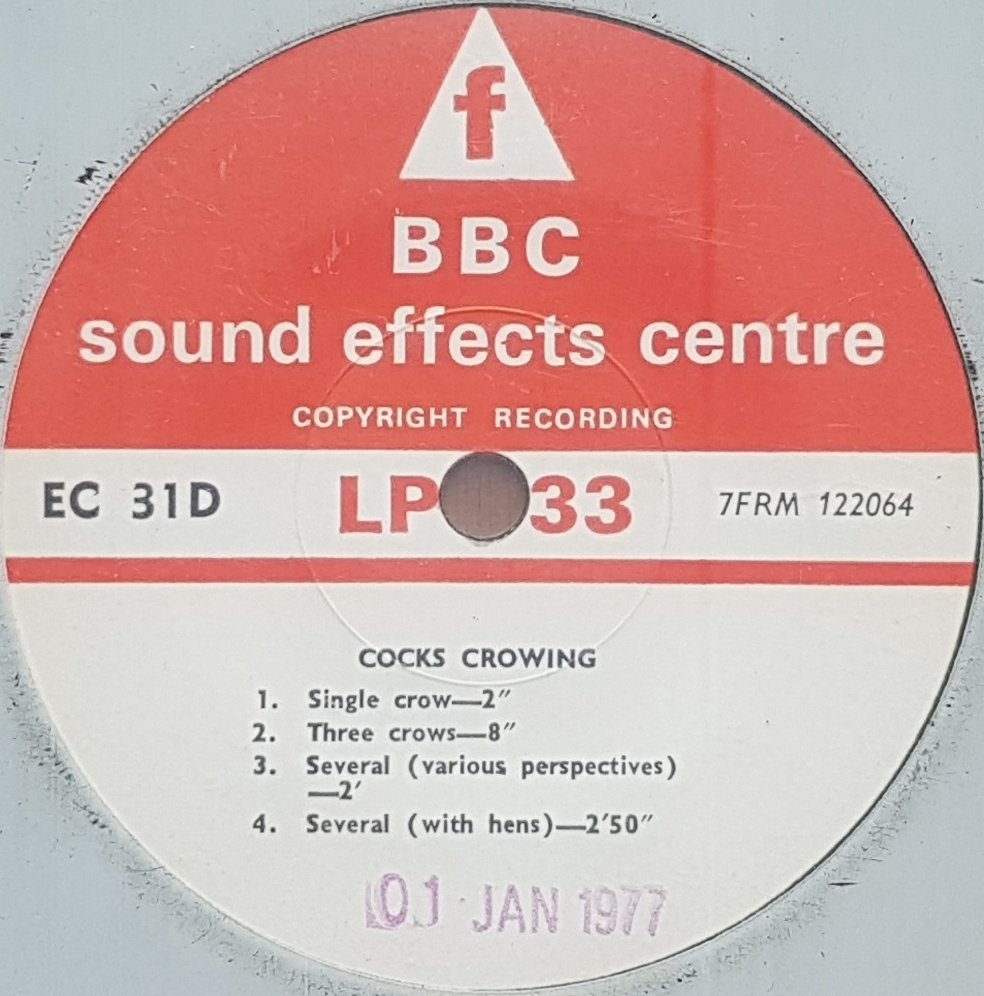 f
BBC
sound effects centre
COPYRIGHT RECORDING
EC 31D LP 33 7FRM 122064
COCKS CROWING
1. Single crow—2″
2. Three crows—8″
3. Several (various perspectives)
—2′
4. Several (with hens)—2′50″
01 JAN 1977